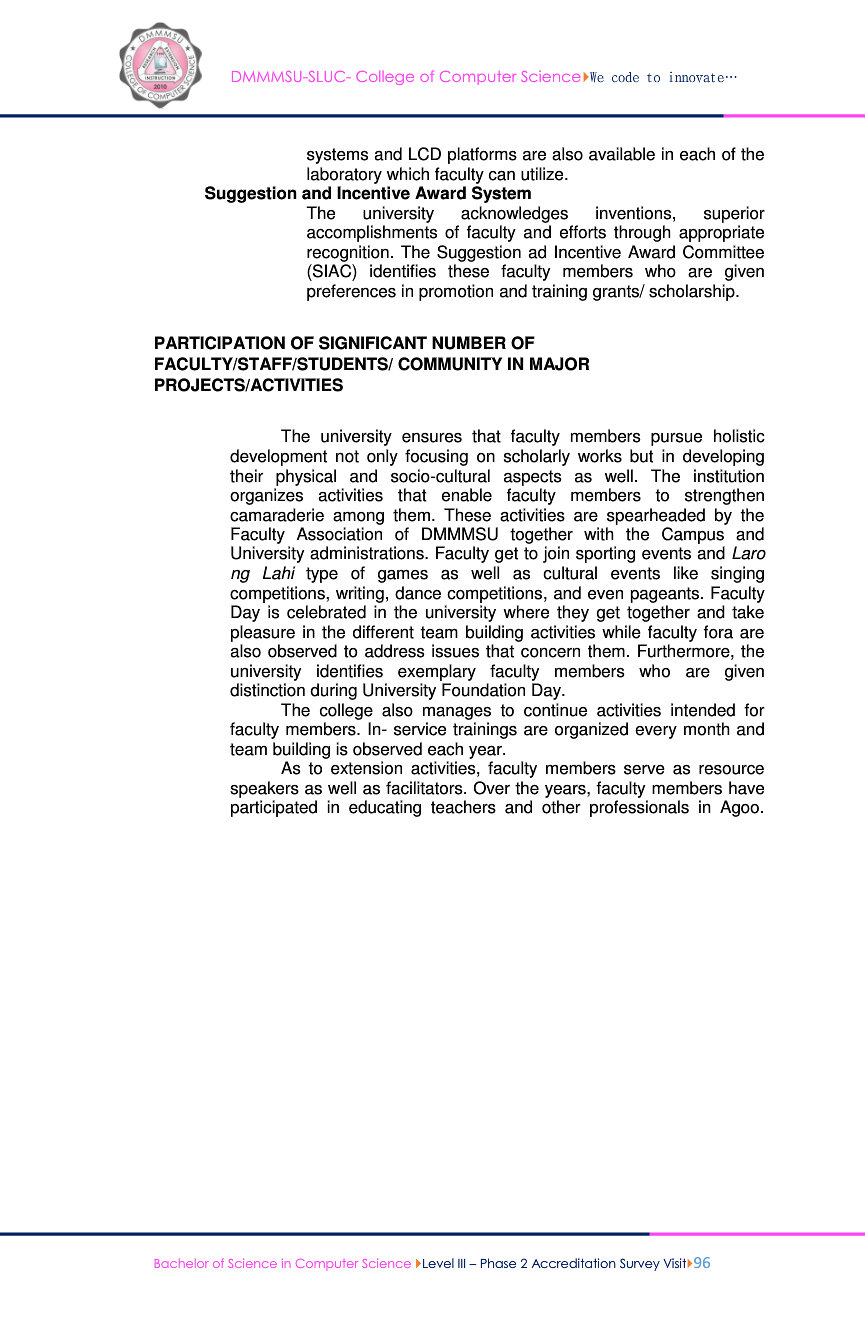 DMMMSU
COLLEGE OF COMPUTER SCIENCE
RESEARCH
EXTENSION
INSTRUCTION
2010
DMMMSU-SLUC- College of Computer Science We code to innovate…
systems and LCD platforms are also available in each of the
laboratory which faculty can utilize.
Suggestion and Incentive Award System
The university acknowledges inventions, superior
accomplishments of faculty and efforts through appropriate
recognition. The Suggestion ad Incentive Award Committee
(SIAC) identifies these faculty members who are given
preferences in promotion and training grants/ scholarship.
PARTICIPATION OF SIGNIFICANT NUMBER OF
FACULTY/STAFF/STUDENTS/ COMMUNITY IN MAJOR
PROJECTS/ACTIVITIES
The university ensures that faculty members pursue holistic
development not only focusing on scholarly works but in developing
their physical and socio-cultural aspects as well. The institution
organizes activities that enable faculty members to strengthen
camaraderie among them. These activities are spearheaded by the
Faculty Association of DMMMSU together with the Campus and
University administrations. Faculty get to join sporting events and Laro
ng Lahi type of games as well as cultural events like singing
competitions, writing, dance competitions, and even pageants. Faculty
Day is celebrated in the university where they get together and take
pleasure in the different team building activities while faculty fora are
also observed to address issues that concern them. Furthermore, the
university identifies exemplary faculty members who are given
distinction during University Foundation Day.
The college also manages to continue activities intended for
faculty members. In- service trainings are organized every month and
team building is observed each year.
As to extension activities, faculty members serve as resource
speakers as well as facilitators. Over the years, faculty members have
participated in educating teachers and other professionals in Agoo.
Bachelor of Science in Computer Science Level III – Phase 2 Accreditation Survey Visit 96